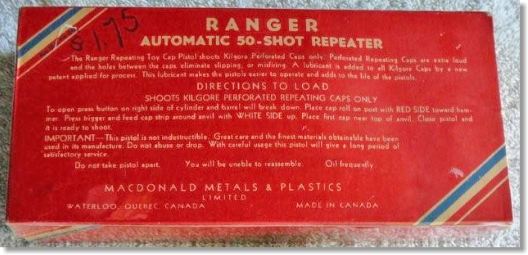 $1.75
RANGER
AUTOMATIC 50-SHOT REPEATER
The Ranger Repeating Toy Cap Pistol shoots Kilgore Perforated Caps only. Perforated Repeating Caps are extra loud
and the holes between the caps eliminate slipping, or misfiring. A lubricant is added to all Kilgore Caps by a new
patent applied for process. This lubricant makes the pistols easier to operate and adds to the life of the pistols.
DIRECTIONS TO LOAD
SHOOTS KILGORE PERFORATED REPEATING CAPS ONLY
To open press button on right side of cylinder and barrel will break down. Place cap roll on post with RED SIDE toward ham-
mer. Press trigger and feed cap strip around anvil with WHITE SIDE up. Place first cap near top of anvil. Close pistol and
it is ready to shoot.
IMPORTANT—This pistol is not indestructible. Great care and the finest materials obtainable have been
used in its manufacture. Do not abuse or drop. With careful usage this pistol will give a long period of
satisfactory service.
Do not take pistol apart. You will be unable to reassemble. Oil frequently.
MACDONALD METALS & PLASTICS
LIMITED
WATERLOO, QUEBEC, CANADA MADE IN CANADA